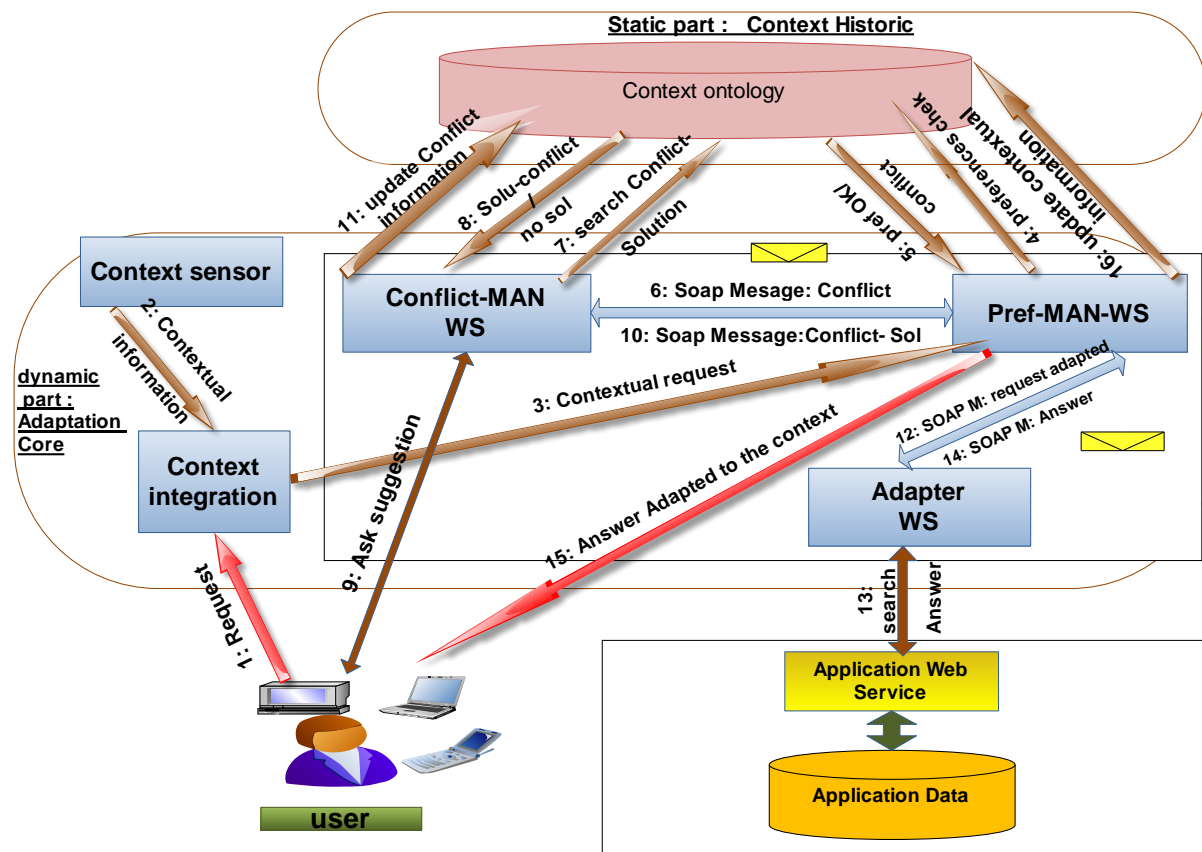 Static part : Context Historic
Context ontology
11: update Conflict
information
8: Solu-conflict
/
no sol
7: search Conflict-
Solution
5: pref OK/
conflict
4: preferences chek
16: update contextual
information
Context sensor
Conflict-MAN
WS
6: Soap Mesage: Conflict
10: Soap Message:Conflict- Sol
Pref-MAN-WS
2: Contextual
information
dynamic
part :
Adaptation
Core
3: Contextual request
12: SOAP M: request adapted
14: SOAP M: Answer
Context
integration
9: Ask suggestion
15: Answer Adapted to the context
Adapter
WS
1: Request
13:
search
Answer
Application Web
Service
Application Data
user